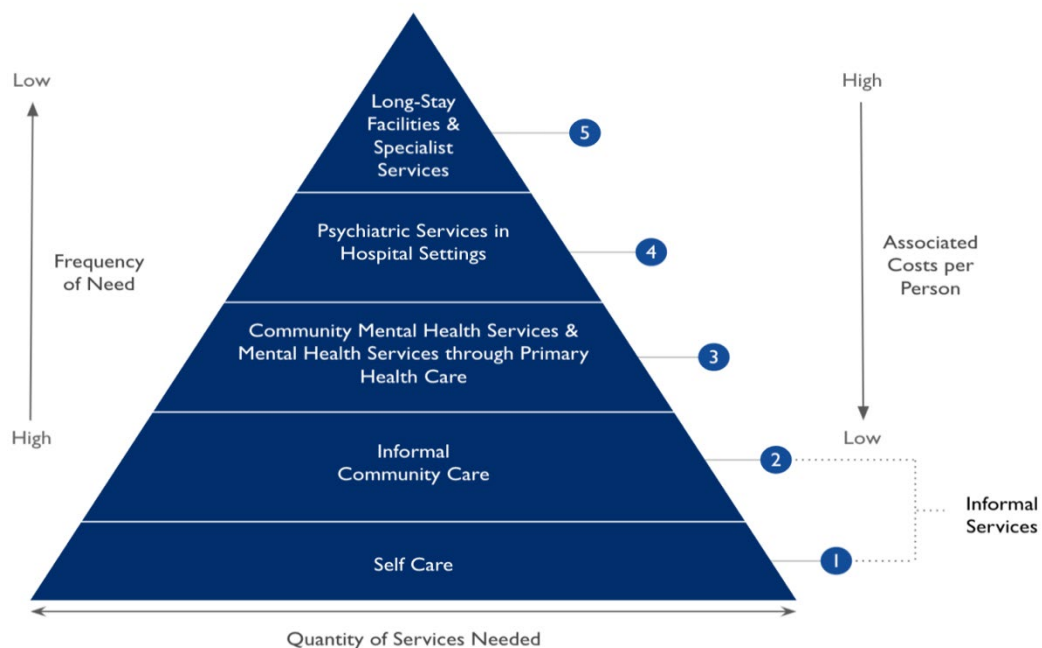 Low
High
Long-Stay
Facilities &
Specialist
Services
5
Psychiatric Services in
Hospital Settings
4
Frequency
of Need
Associated
Costs per
Person
Community Mental Health Services &
Mental Health Services through Primary
Health Care
3
High
Low
Informal
Community Care
2
Informal
Services
Self Care
1
Quantity of Services Needed